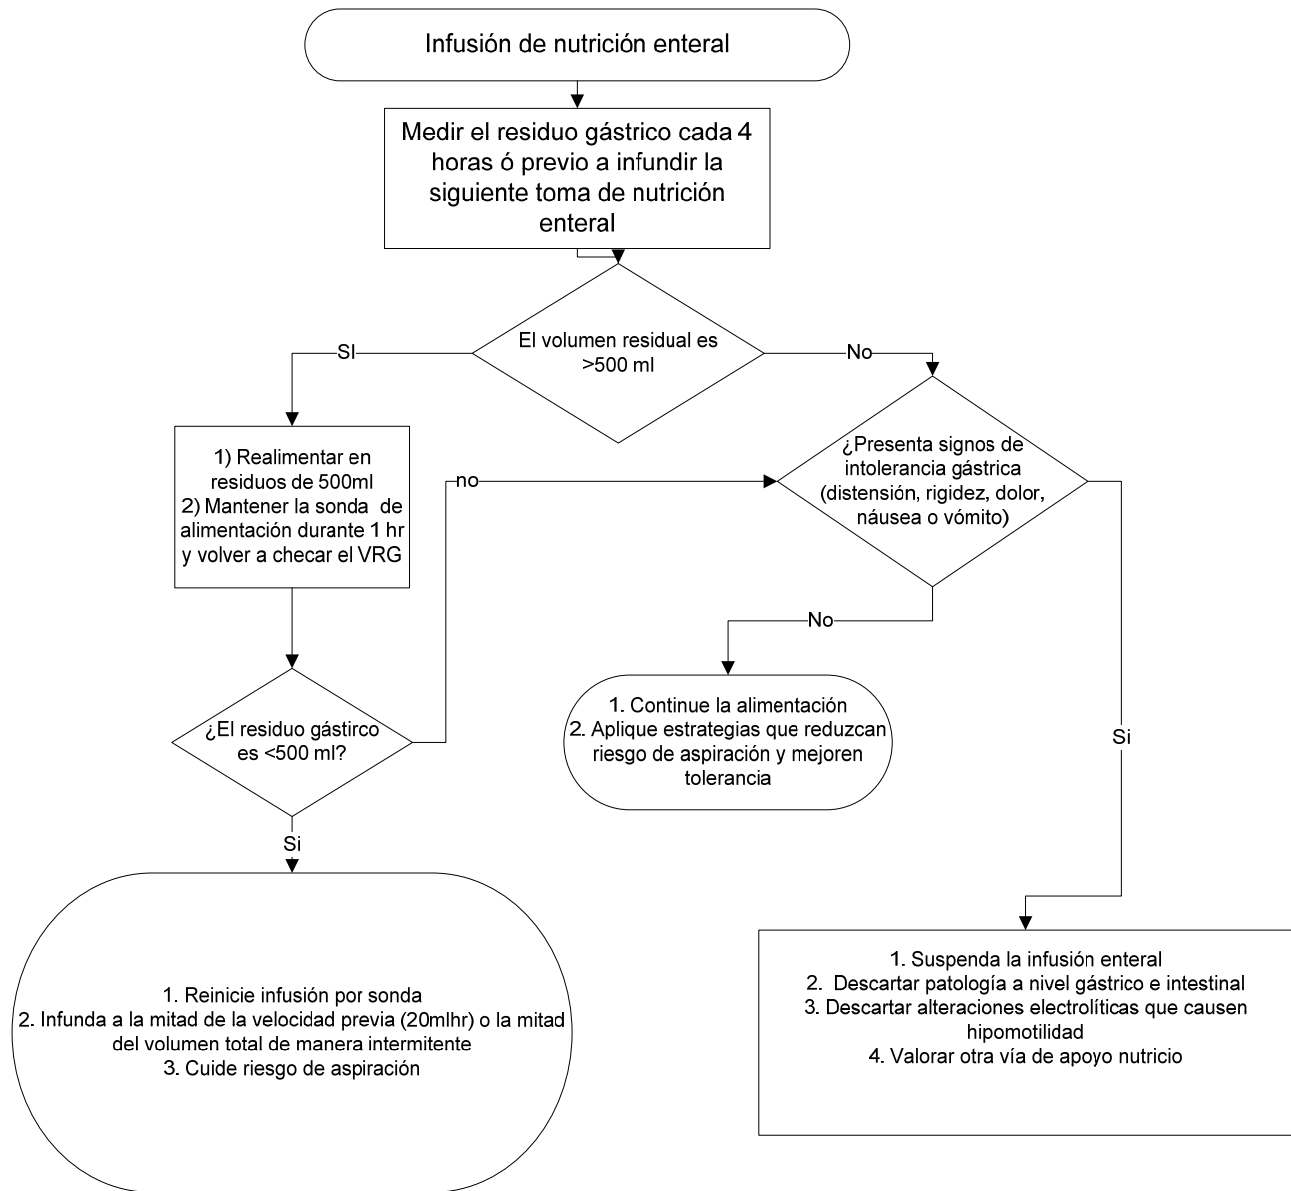 Infusión de nutrición enteral
Medir el residuo gástrico cada 4
horas ó previo a infundir la
siguiente toma de nutrición
enteral
El volumen residual es
>500 ml
SI
No
1) Realimentar en
residuos de 500ml
2) Mantener la sonda de
alimentación durante 1 hr
y volver a checar el VRG
no
¿Presenta signos de
intolerancia gástrica
(distensión, rigidez, dolor,
náusea o vómito)
No
Si
¿El residuo gástirco
es <500 ml?
Si
1. Continue la alimentación
2. Aplique estrategias que reduzcan
riesgo de aspiración y mejoren
tolerancia
1. Reinicie infusión por sonda
2. Infunda a la mitad de la velocidad previa (20mlhr) o la mitad
del volumen total de manera intermitente
3. Cuide riesgo de aspiración
1. Suspenda la infusión enteral
2. Descartar patología a nivel gástrico e intestinal
3. Descartar alteraciones electrolíticas que causen
hipomotilidad
4. Valorar otra vía de apoyo nutricio